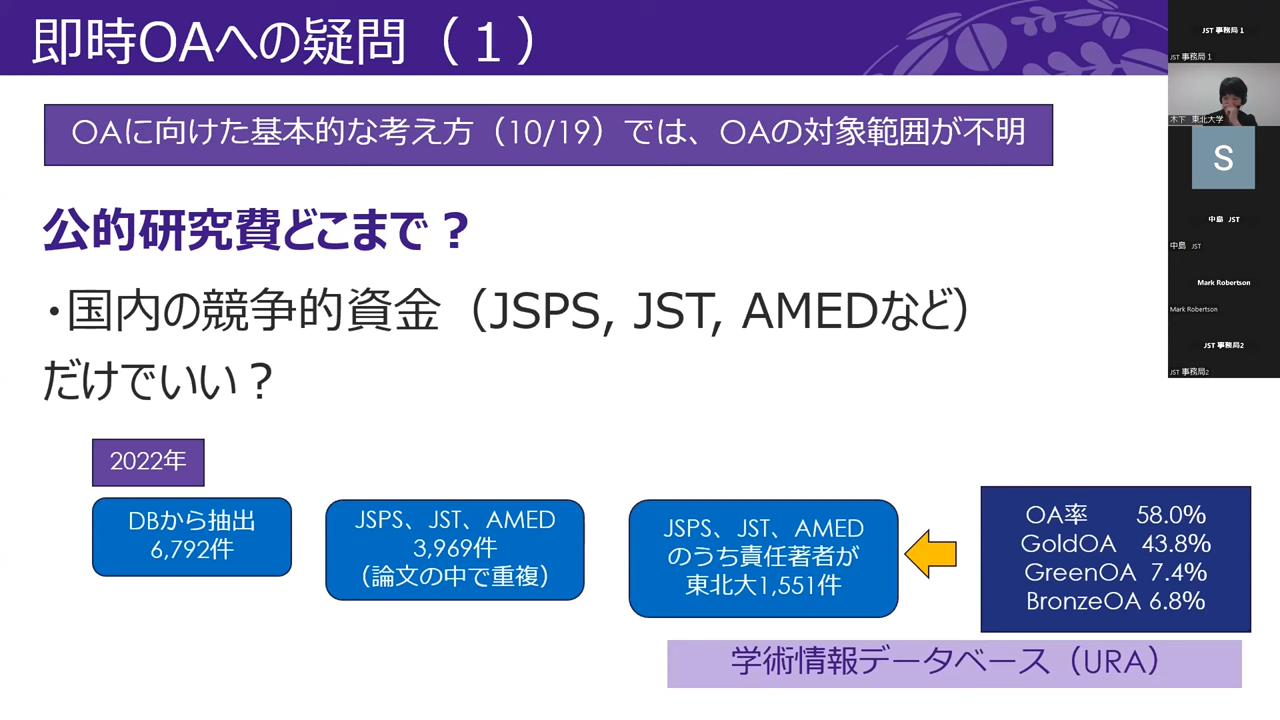 即時OAへの疑問（１）
OAに向けた基本的な考え方（10/19）では、OAの対象範囲が不明
公的研究費どこまで？
・国内の競争的資金（JSPS, JST, AMEDなど）
だけでいい？
2022年
DBから抽出
6,792件
JSPS、JST、AMED
3,969件
（論文の中で重複）
JSPS、JST、AMED
のうち責任著者が
東北大1,551件
OA率 58.0%
GoldOA 43.8%
GreenOA 7.4%
BronzeOA 6.8%
学術情報データベース（URA）
JST 事務局 1
JST 事務局 1
木下 東北大学
S
中島 JST
中島 JST
Mark Robertson
Mark Robertson
JST 事務局2
JST 事務局2